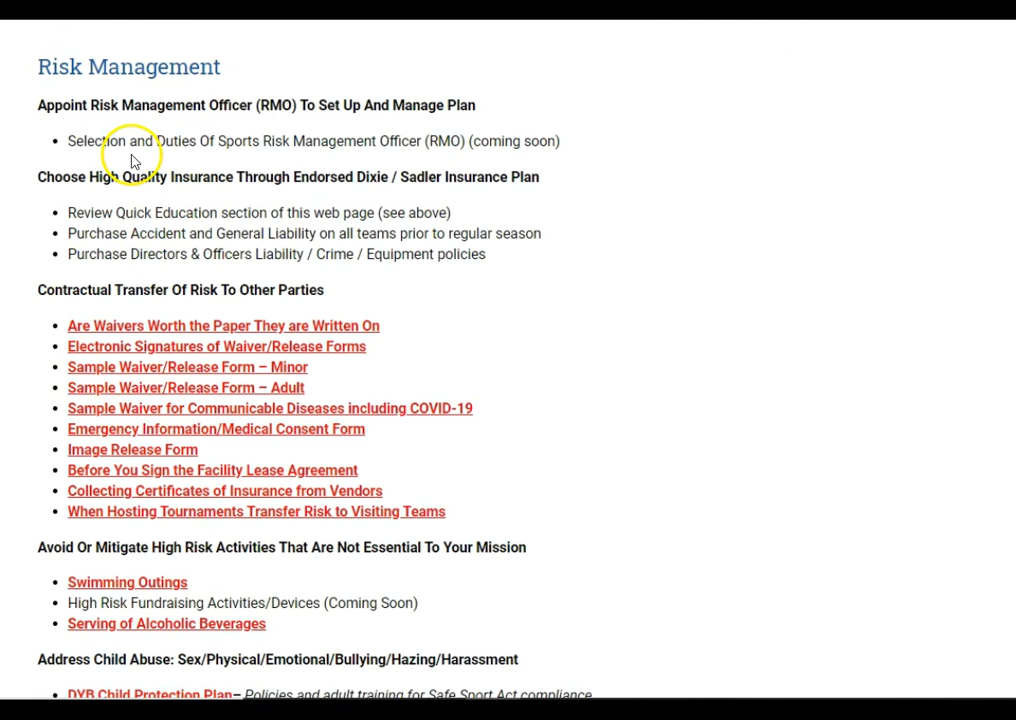 Risk Management
Appoint Risk Management Officer (RMO) To Set Up And Manage Plan
Selection and Duties Of Sports Risk Management Officer (RMO) (coming soon)
Choose High Quality Insurance Through Endorsed Dixie / Sadler Insurance Plan
Review Quick Education section of this web page (see above)
Purchase Accident and General Liability on all teams prior to regular season
Purchase Directors & Officers Liability / Crime / Equipment policies
Contractual Transfer Of Risk To Other Parties
Are Waivers Worth the Paper They are Written On
Electronic Signatures of Waiver/Release Forms
Sample Waiver/Release Form – Minor
Sample Waiver/Release Form – Adult
Sample Waiver for Communicable Diseases including COVID-19
Emergency Information/Medical Consent Form
Image Release Form
Before You Sign the Facility Lease Agreement
Collecting Certificates of Insurance from Vendors
When Hosting Tournaments Transfer Risk to Visiting Teams
Avoid Or Mitigate High Risk Activities That Are Not Essential To Your Mission
Swimming Outings
High Risk Fundraising Activities/Devices (Coming Soon)
Serving of Alcoholic Beverages
Address Child Abuse: Sex/Physical/Emotional/Bullying/Hazing/Harassment
DYB Child Protection Plan– Policies and adult training for Safe Sport Act compliance